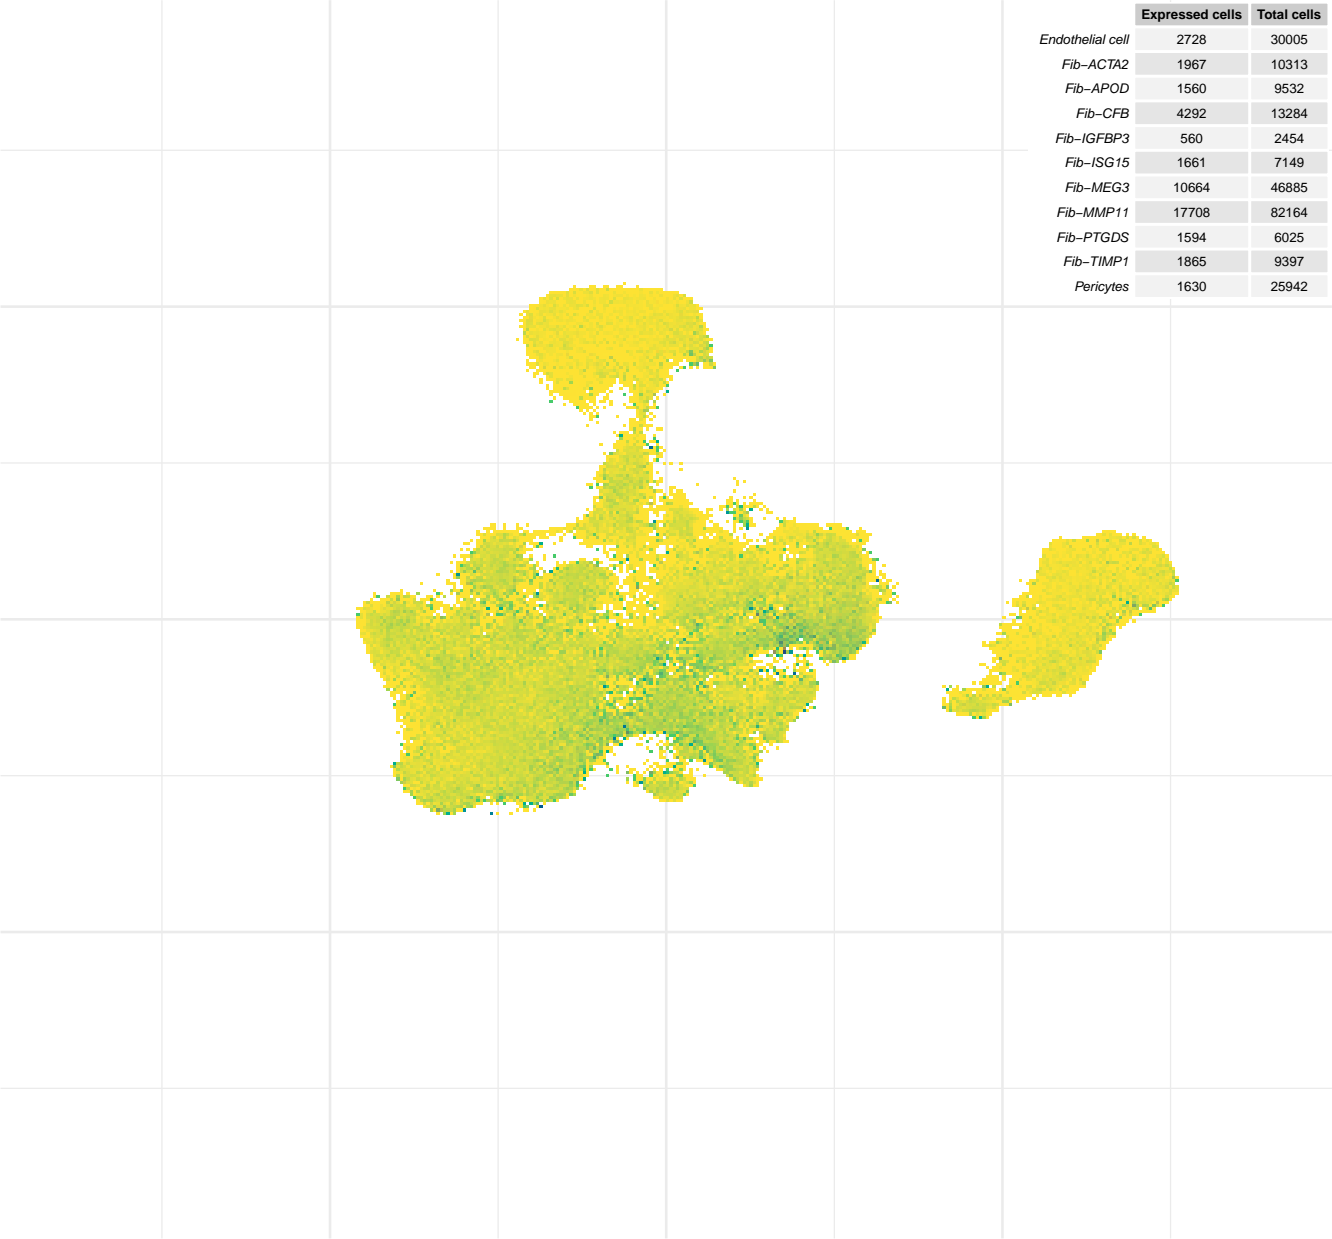 Expressed cells Total cells
Endothelial cell 2728 30005
Fib−ACTA2 1967 10313
Fib−APOD 1560 9532
Fib−CFB 4292 13284
Fib−IGFBP3 560 2454
Fib−ISG15 1661 7149
Fib−MEG3 10664 46885
Fib−MMP11 17708 82164
Fib−PTGDS 1594 6025
Fib−TIMP1 1865 9397
Pericytes 1630 25942